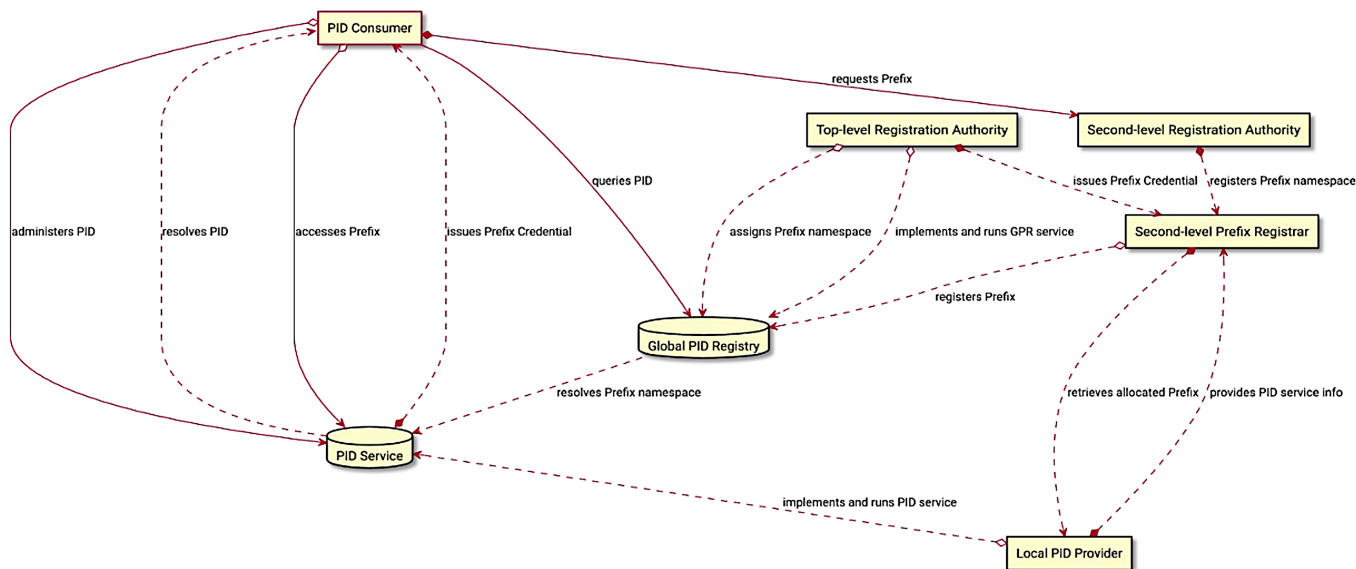 PID Consumer
requests Prefix
Top-level Registration Authority
Second-level Registration Authority
queries PID
issues Prefix Credential
registers Prefix namespace
administers PID
resolves PID
accesses Prefix
issues Prefix Credential
assigns Prefix namespace
implements and runs GPR service
Second-level Prefix Registrar
registers Prefix
Global PID Registry
resolves Prefix namespace
retrieves allocated Prefix
provides PID service info
PID Service
implements and runs PID service
Local PID Provider